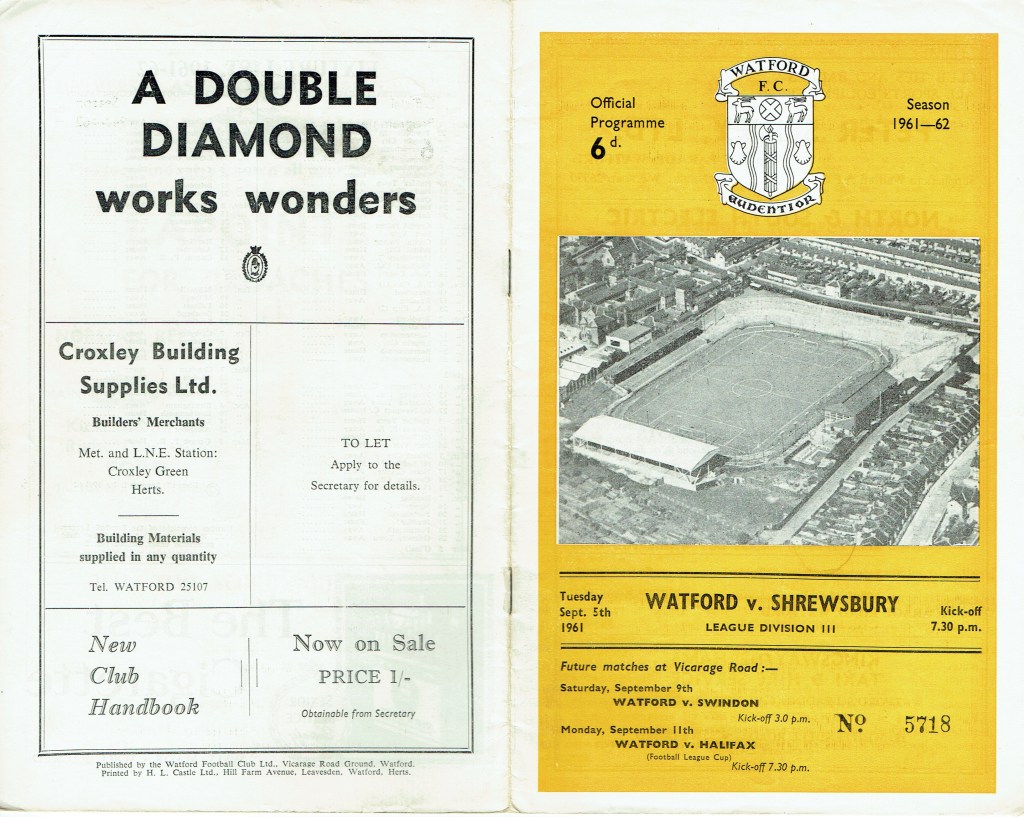 A DOUBLE
DIAMOND
works wonders
Croxley Building
Supplies Ltd.
Builders' Merchants
Met. and L.N.E. Station:
Croxley Green
Herts.
Building Materials
supplied in any quantity
Tel. WATFORD 25107
TO LET
Apply to the
Secretary for details.
New
Club
Handbook
Now on Sale
PRICE 1/-
Obtainable from Secretary
Published by the Watford Football Club Ltd., Vicarage Road Ground, Watford.
Printed by H. L. Castle Ltd., Hill Farm Avenue, Leavesden, Watford, Herts.
WATFORD
F.C.
AUDENTIOR
Official
Programme
6d.
Season
1961—62
Tuesday
Sept. 5th
1961
WATFORD v. SHREWSBURY
LEAGUE DIVISION III
Kick-off
7.30 p.m.
Future matches at Vicarage Road :—
Saturday, September 9th
WATFORD v. SWINDON
Kick-off 3.0 p.m.
Monday, September 11th
WATFORD v. HALIFAX
(Football League Cup)
Kick-off 7.30 p.m.
No 5718